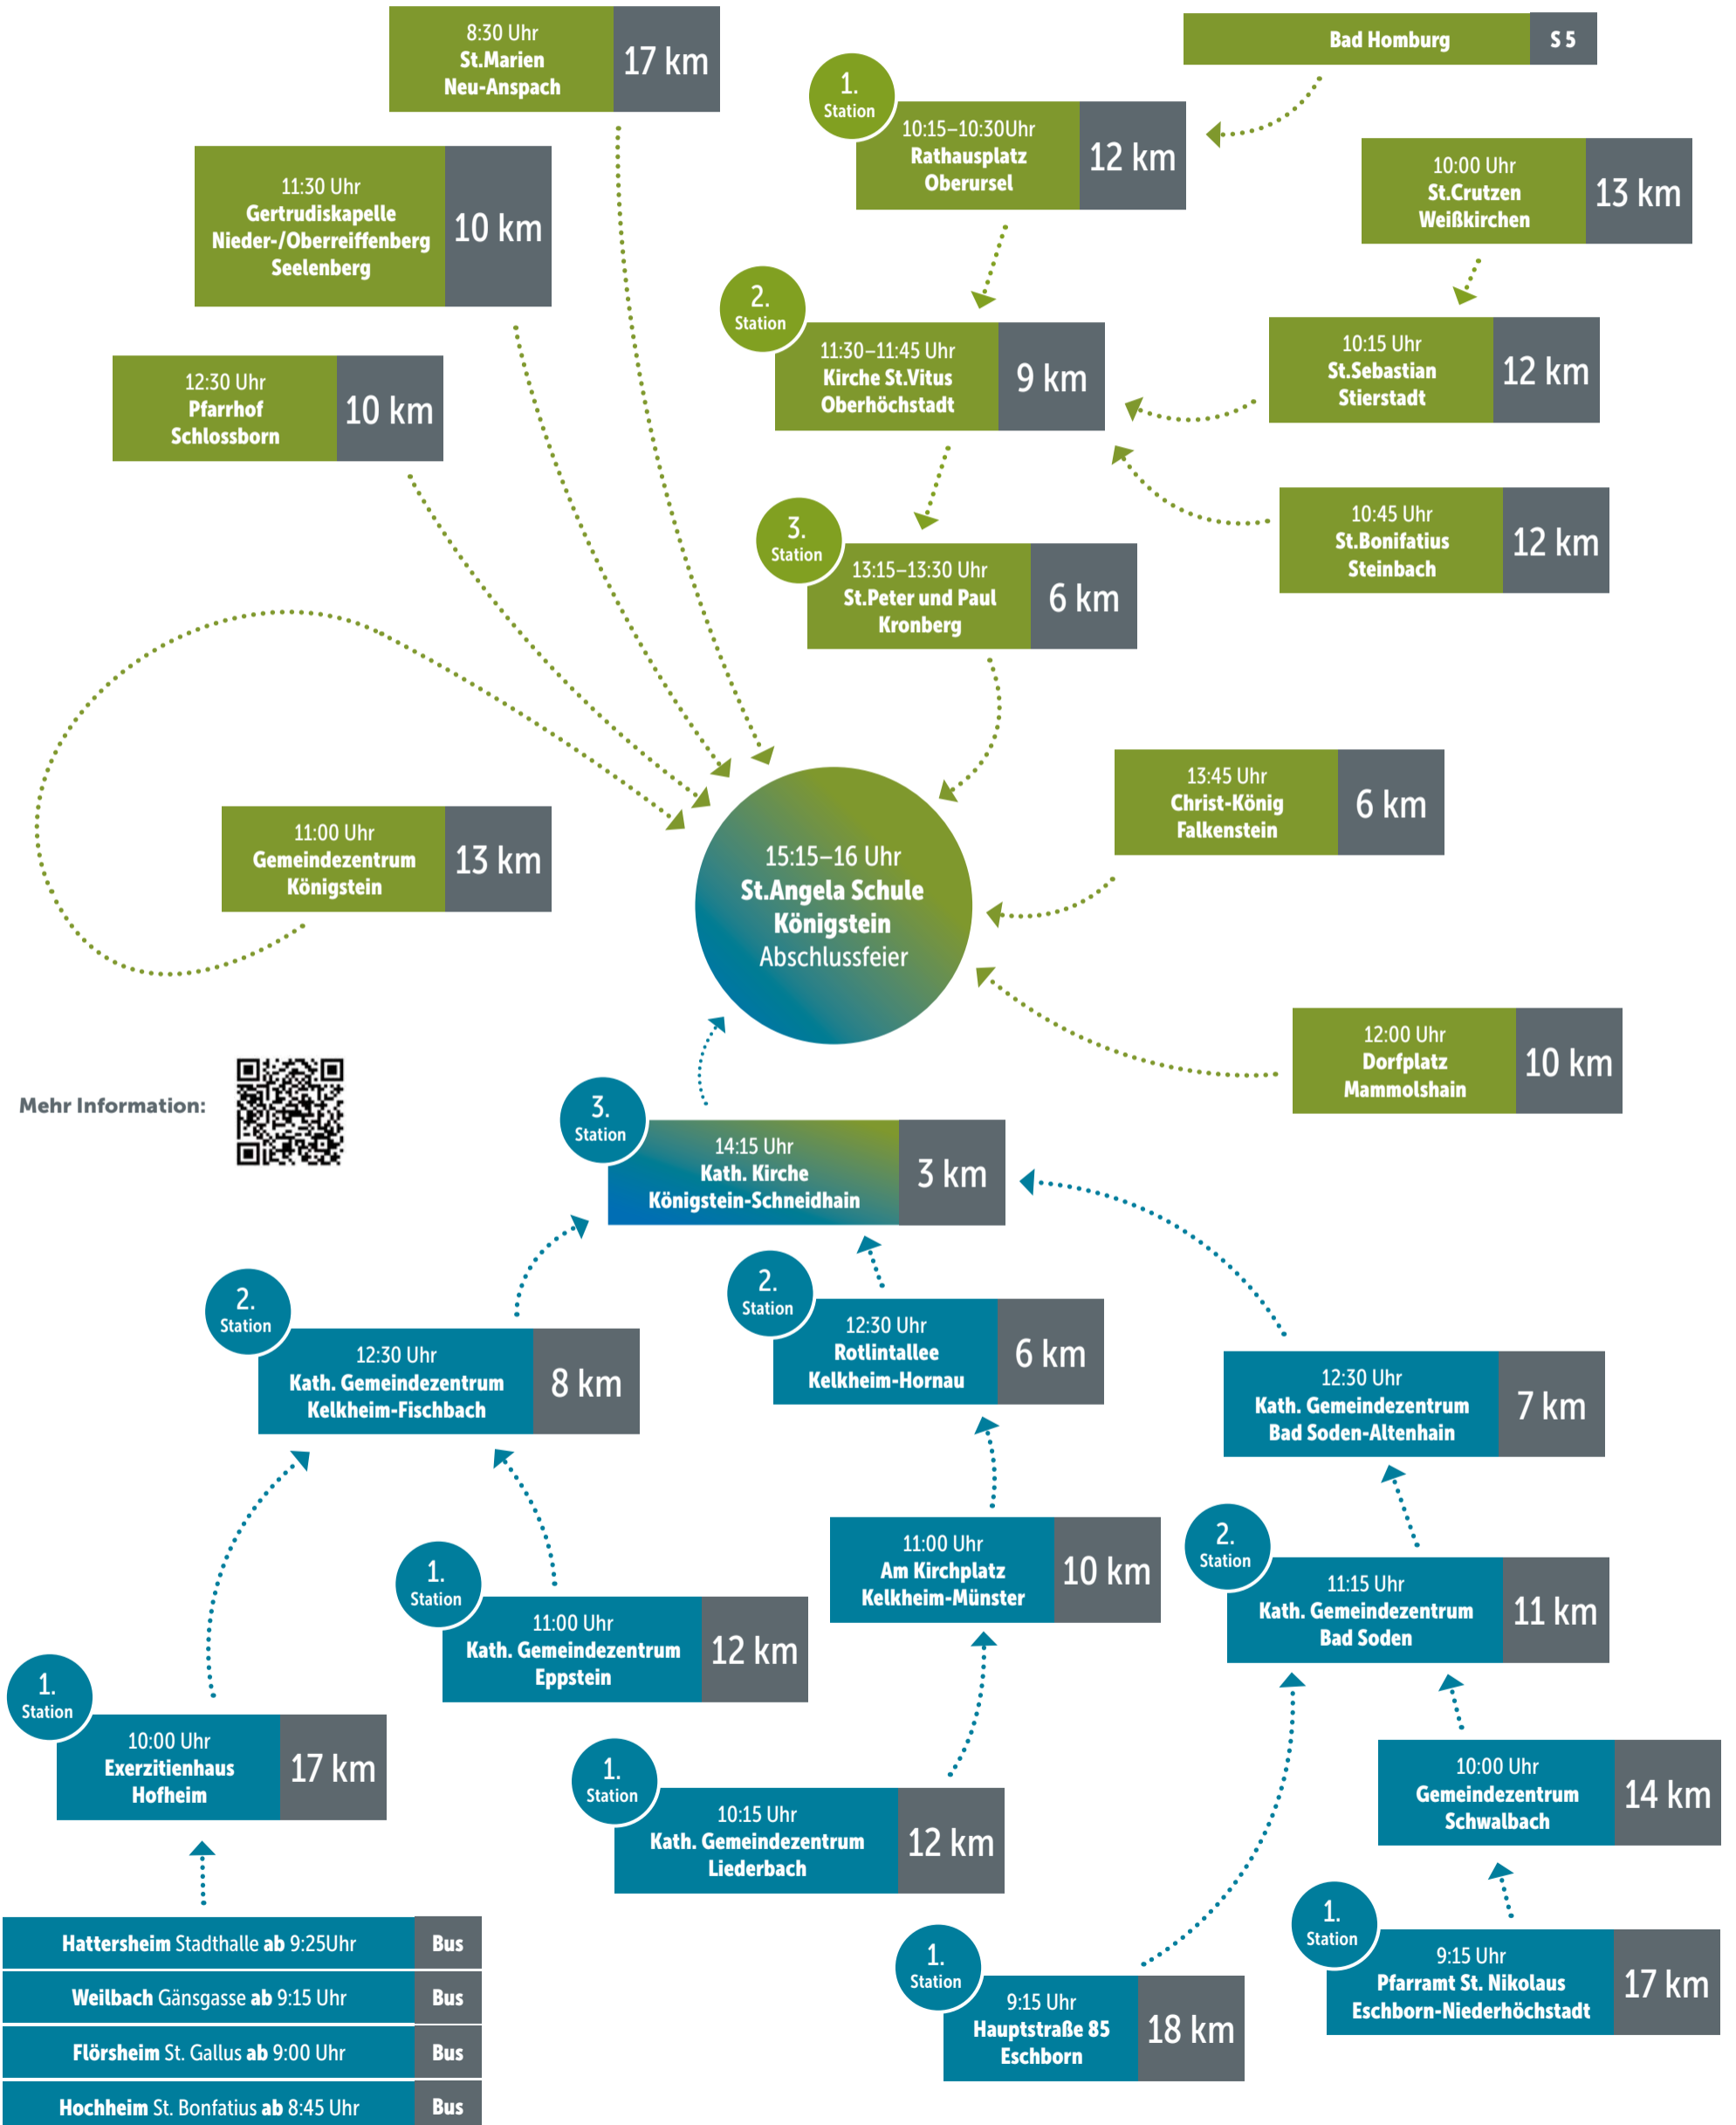 8:30 Uhr
St.Marien
Neu-Anspach
17 km
Bad Homburg
S 5
1.
Station
10:15–10:30Uhr
Rathausplatz
Oberursel
12 km
10:00 Uhr
St.Crutzen
Weißkirchen
13 km
11:30 Uhr
Gertrudiskapelle
Nieder-/Oberreiffenberg
Seelenberg
10 km
2.
Station
11:30–11:45 Uhr
Kirche St.Vitus
Oberhöchstadt
9 km
10:15 Uhr
St.Sebastian
Stierstadt
12 km
12:30 Uhr
Pfarrhof
Schlossborn
10 km
10:45 Uhr
St.Bonifatius
Steinbach
12 km
3.
Station
13:15–13:30 Uhr
St.Peter und Paul
Kronberg
6 km
13:45 Uhr
Christ-König
Falkenstein
6 km
11:00 Uhr
Gemeindezentrum
Königstein
13 km
15:15–16 Uhr
St.Angela Schule
Königstein
Abschlussfeier
12:00 Uhr
Dorfplatz
Mammolshain
10 km
Mehr Information:
3.
Station
14:15 Uhr
Kath. Kirche
Königstein-Schneidhain
3 km
2.
Station
12:30 Uhr
Kath. Gemeindezentrum
Kelkheim-Fischbach
8 km
2.
Station
12:30 Uhr
Rotlintallee
Kelkheim-Hornau
6 km
12:30 Uhr
Kath. Gemeindezentrum
Bad Soden-Altenhain
7 km
1.
Station
11:00 Uhr
Kath. Gemeindezentrum
Eppstein
12 km
11:00 Uhr
Am Kirchplatz
Kelkheim-Münster
10 km
2.
Station
11:15 Uhr
Kath. Gemeindezentrum
Bad Soden
11 km
1.
Station
10:00 Uhr
Exerzitienhaus
Hofheim
17 km
1.
Station
10:15 Uhr
Kath. Gemeindezentrum
Liederbach
12 km
10:00 Uhr
Gemeindezentrum
Schwalbach
14 km
1.
Station
9:15 Uhr
Hauptstraße 85
Eschborn
18 km
1.
Station
9:15 Uhr
Pfarramt St. Nikolaus
Eschborn-Niederhöchstadt
17 km
Hattersheim Stadthalle ab 9:25Uhr Bus
Weilbach Gänsgasse ab 9:15 Uhr Bus
Flörsheim St. Gallus ab 9:00 Uhr Bus
Hochheim St. Bonfatius ab 8:45 Uhr Bus